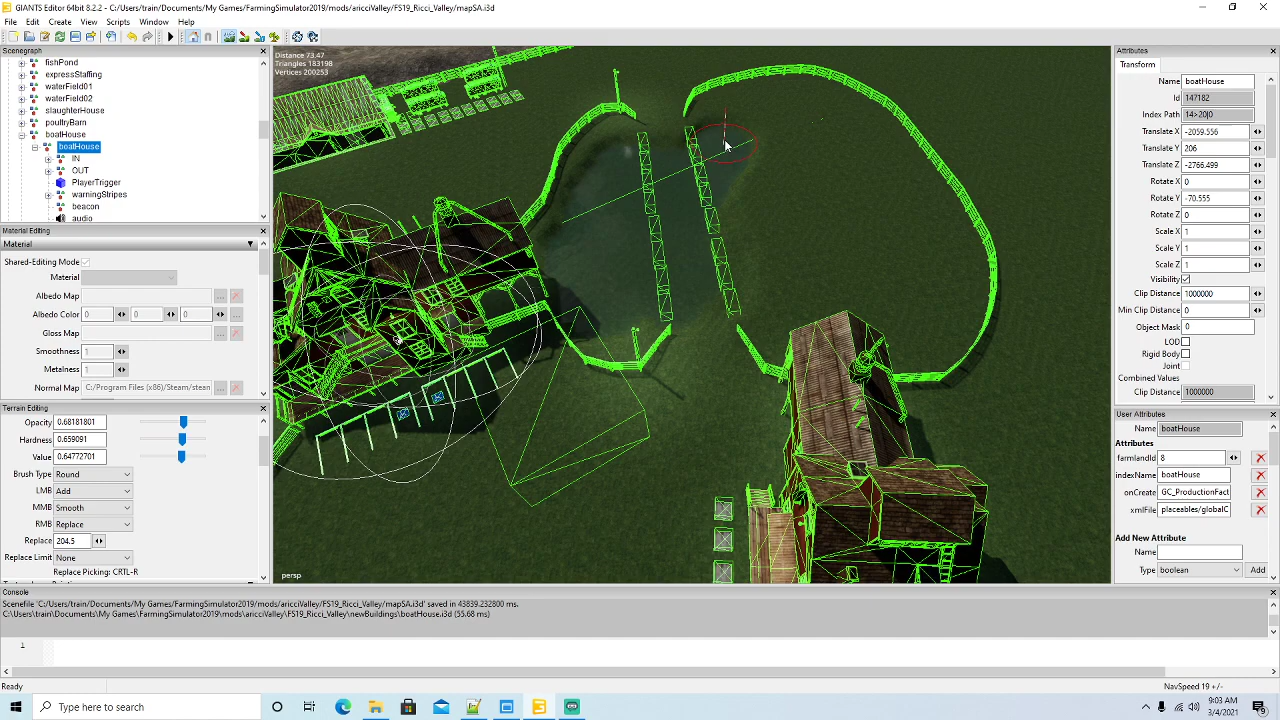 GIANTS Editor 64bit 8.2.2 - C:/Users/train/Documents/My Games/FarmingSimulator2019/mods/aricciValley/FS19_Ricci_Valley/mapSA.i3d
File Edit Create View Scripts Window Help
Scenegraph
fishPond
expressStaffing
waterField01
waterField02
slaughterHouse
poultryBarn
boatHouse
boatHouse
IN
OUT
PlayerTrigger
warningStripes
beacon
audio
Material Editing
Material
Shared-Editing Mode
Material
Albedo Map ...
Albedo Color 0 0 0 ...
Gloss Map ...
Smoothness 1
Metalness 1
Normal Map C:/Program Files (x86)/Steam/stean ...
Terrain Editing
Opacity 0.68181801
Hardness 0.659091
Value 0.64772701
Brush Type Round
LMB Add
MMB Smooth
RMB Replace
Replace 204.5
Replace Limit None
Replace Picking: CRTL-R
Distance 73.47
Triangles 183198
Vertices 200253
persp
Attributes
Transform
Name boatHouse
Id 147182
Index Path 14>20|0
Translate X -2059.556
Translate Y 206
Translate Z -2766.499
Rotate X 0
Rotate Y -70.555
Rotate Z 0
Scale X 1
Scale Y 1
Scale Z 1
Visibility
Clip Distance 1000000
Min Clip Distance 0
Object Mask 0
LOD
Rigid Body
Joint
Combined Values
Clip Distance 1000000
User Attributes
Name boatHouse
Attributes
farmlandId 8
indexName boatHouse
onCreate GC_ProductionFact
xmlFile placeables/globalC
Add New Attribute
Name
Type boolean Add
Console
Scenefile 'C:/Users/train/Documents/My Games/FarmingSimulator2019/mods/aricciValley/FS19_Ricci_Valley/mapSA.i3d' saved in 43839.232800 ms.
C:\Users\train\Documents\My Games\FarmingSimulator2019\mods\aricciValley\FS19_Ricci_Valley\newBuildings\boatHouse.i3d (55.68 ms)
1
Ready
NavSpeed 19 +/-
Type here to search
9:03 AM
3/4/2021